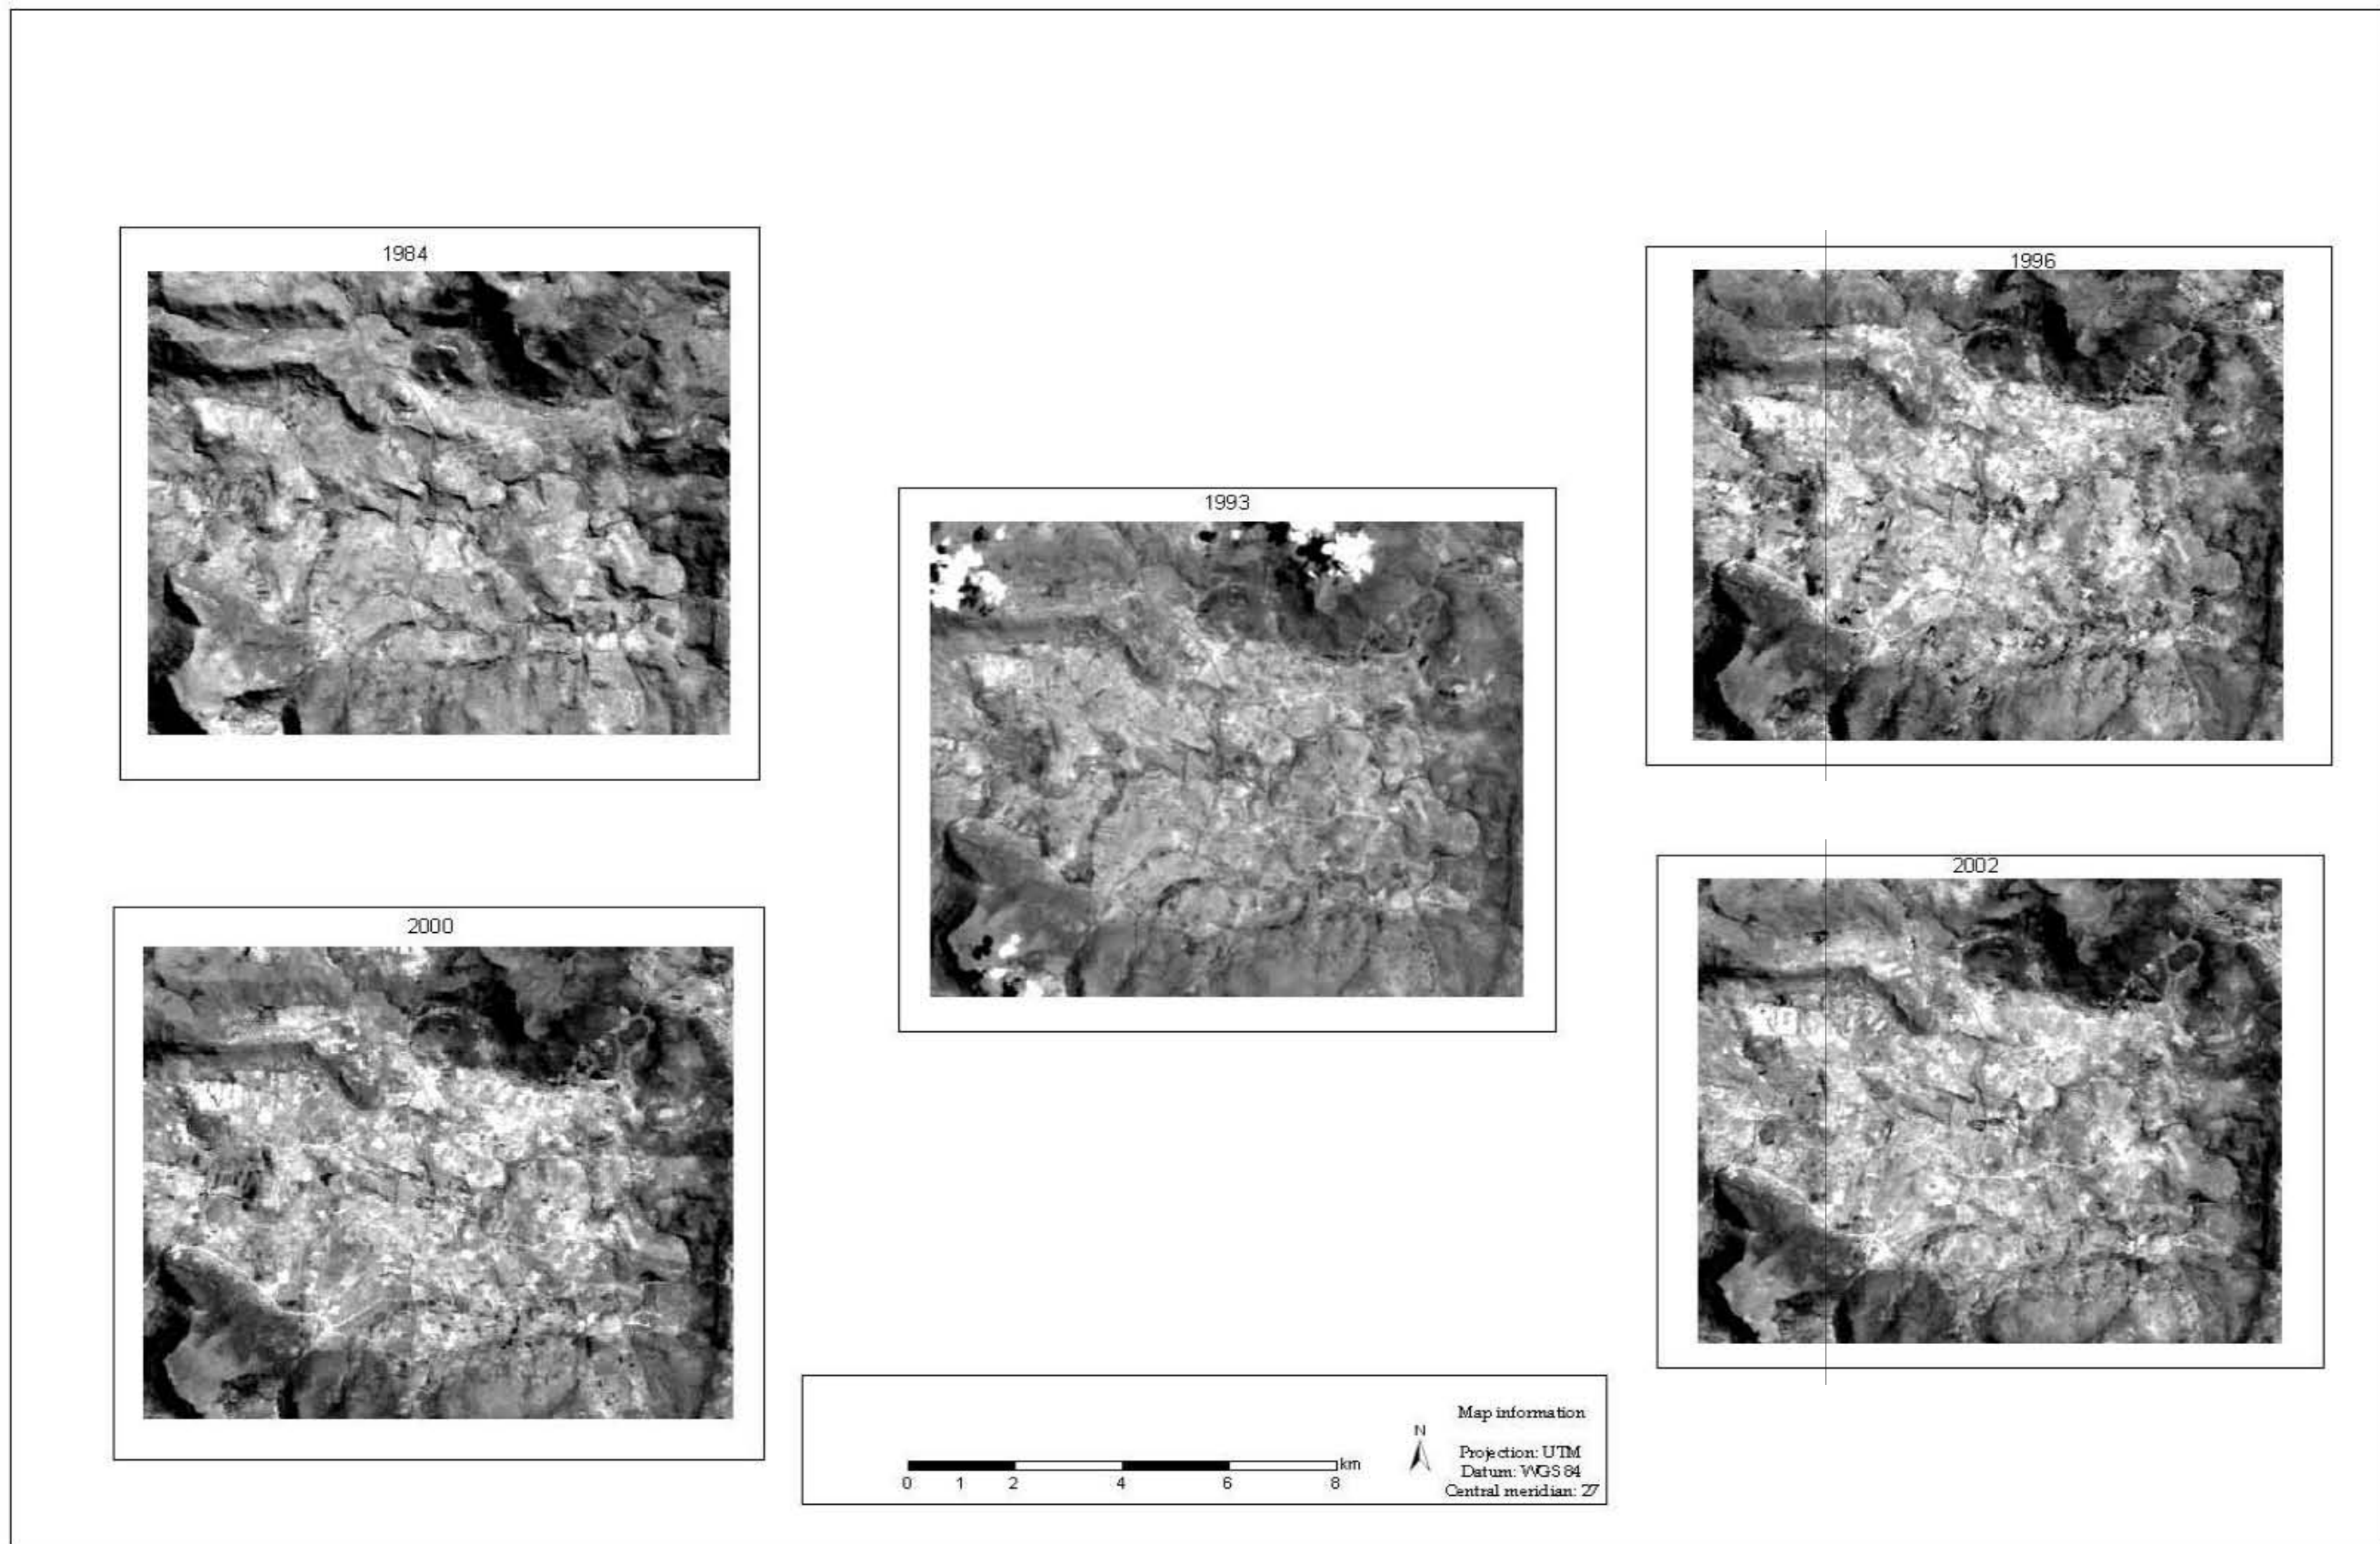 1984
1996
1993
2000
2002
Map information
N
Projection: UTM
km
Datum: WGS 84
0 1 2 4 6 8
Central meridian: 27